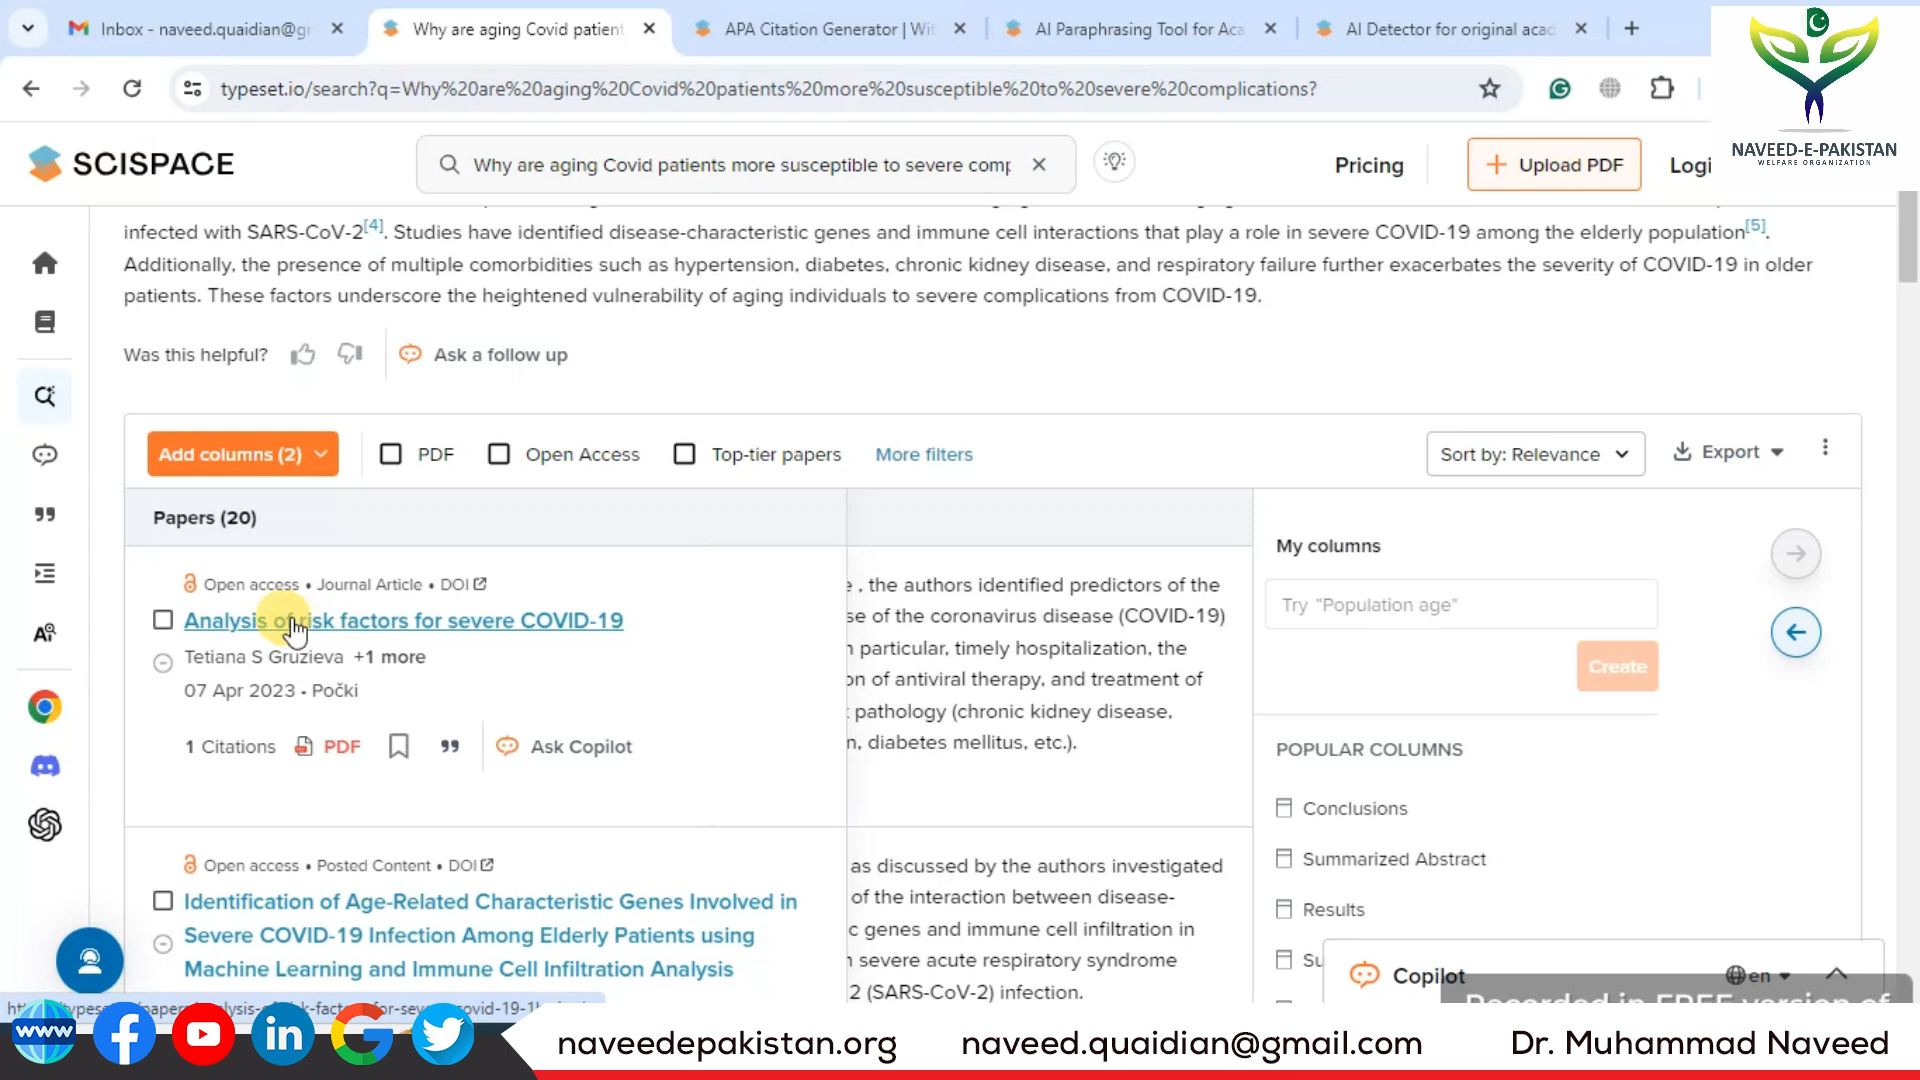 Inbox - naveed.quaidian@gr
Why are aging Covid patient
APA Citation Generator | Wit
AI Paraphrasing Tool for Aca
AI Detector for original acad
typeset.io/search?q=Why%20are%20aging%20Covid%20patients%20more%20susceptible%20to%20severe%20complications?
NAVEED-E-PAKISTAN
WELFARE ORGANIZATION
SCISPACE
Why are aging Covid patients more susceptible to severe comp
Pricing
Upload PDF
Logi
infected with SARS-CoV-2[4]. Studies have identified disease-characteristic genes and immune cell interactions that play a role in severe COVID-19 among the elderly population[5].
Additionally, the presence of multiple comorbidities such as hypertension, diabetes, chronic kidney disease, and respiratory failure further exacerbates the severity of COVID-19 in older
patients. These factors underscore the heightened vulnerability of aging individuals to severe complications from COVID-19.
Was this helpful?
Ask a follow up
Add columns (2)
PDF
Open Access
Top-tier papers
More filters
Sort by: Relevance
Export
Papers (20)
Open access • Journal Article • DOI
Analysis of risk factors for severe COVID-19
Tetiana S Gruzieva +1 more
07 Apr 2023 - Počki
1 Citations
PDF
Ask Copilot
e , the authors identified predictors of the
se of the coronavirus disease (COVID-19)
n particular, timely hospitalization, the
on of antiviral therapy, and treatment of
t pathology (chronic kidney disease,
n, diabetes mellitus, etc.).
My columns
Try "Population age"
Create
POPULAR COLUMNS
Conclusions
Summarized Abstract
Results
Su
Open access • Posted Content • DOI
Identification of Age-Related Characteristic Genes Involved in
Severe COVID-19 Infection Among Elderly Patients using
Machine Learning and Immune Cell Infiltration Analysis
as discussed by the authors investigated
of the interaction between disease-
c genes and immune cell infiltration in
n severe acute respiratory syndrome
2 (SARS-CoV-2) infection.
Copilot
en
Recorded in FREE version of
www
naveedepakistan.org
naveed.quaidian@gmail.com
Dr. Muhammad Naveed